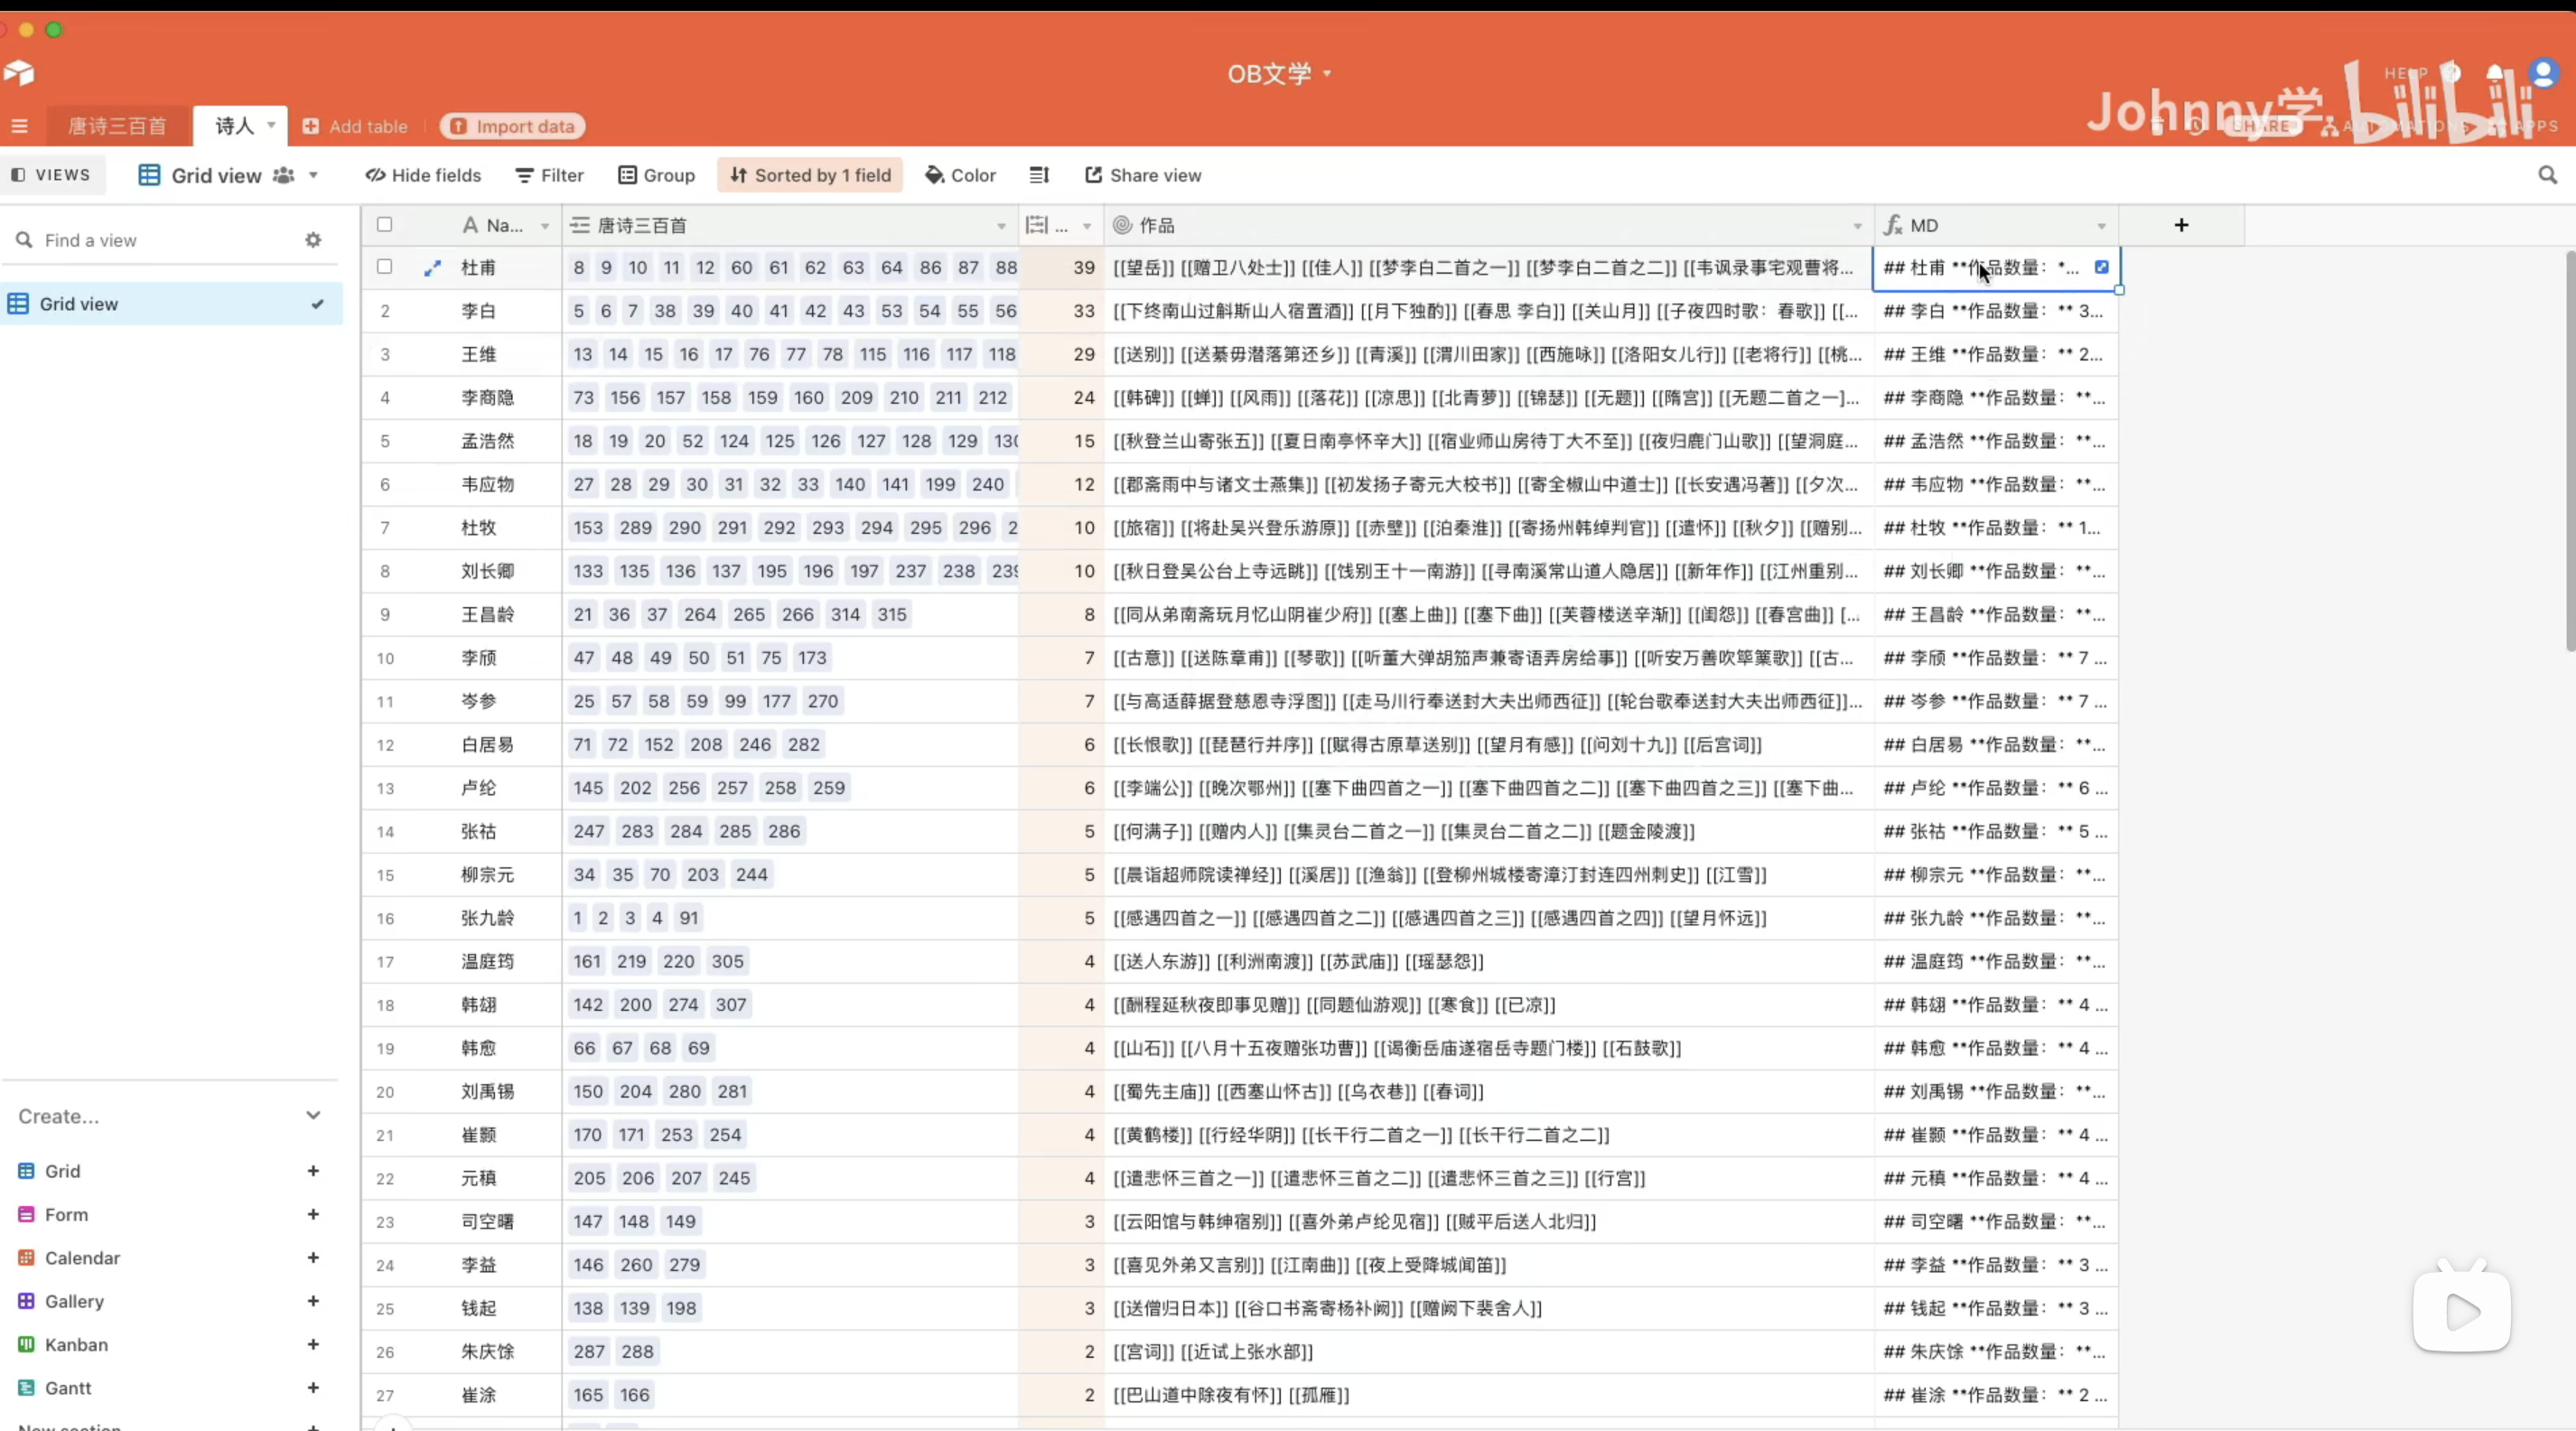 OB文学
HELP
Johnny学
bilibili
唐诗三百首 诗人 Add table Import data SHARE AUTOMATIONS APPS
VIEWS Grid view Hide fields Filter Group Sorted by 1 field Color Share view
Find a view
Grid view
Na... 唐诗三百首 ... 作品 MD +
杜甫 8 9 10 11 12 60 61 62 63 64 86 87 88 39 [[望岳]] [[赠卫八处士]] [[佳人]] [[梦李白二首之一]] [[梦李白二首之二]] [[韦讽录事宅观曹将... ## 杜甫 **作品数量：*...
2 李白 5 6 7 38 39 40 41 42 43 53 54 55 56 33 [[下终南山过斛斯山人宿置酒]] [[月下独酌]] [[春思 李白]] [[关山月]] [[子夜四时歌：春歌]] [[... ## 李白 **作品数量：** 3...
3 王维 13 14 15 16 17 76 77 78 115 116 117 118 29 [[送别]] [[送綦毋潜落第还乡]] [[青溪]] [[渭川田家]] [[西施咏]] [[洛阳女儿行]] [[老将行]] [[桃... ## 王维 **作品数量：** 2...
4 李商隐 73 156 157 158 159 160 209 210 211 212 24 [[韩碑]] [[蝉]] [[风雨]] [[落花]] [[凉思]] [[北青萝]] [[锦瑟]] [[无题]] [[隋宫]] [[无题二首之一]... ## 李商隐 **作品数量：**...
5 孟浩然 18 19 20 52 124 125 126 127 128 129 130 15 [[秋登兰山寄张五]] [[夏日南亭怀辛大]] [[宿业师山房待丁大不至]] [[夜归鹿门山歌]] [[望洞庭... ## 孟浩然 **作品数量：**...
6 韦应物 27 28 29 30 31 32 33 140 141 199 240 12 [[郡斋雨中与诸文士燕集]] [[初发扬子寄元大校书]] [[寄全椒山中道士]] [[长安遇冯著]] [[夕次... ## 韦应物 **作品数量：**...
7 杜牧 153 289 290 291 292 293 294 295 296 2 10 [[旅宿]] [[将赴吴兴登乐游原]] [[赤壁]] [[泊秦淮]] [[寄扬州韩绰判官]] [[遣怀]] [[秋夕]] [[赠别... ## 杜牧 **作品数量：** 1...
8 刘长卿 133 135 136 137 195 196 197 237 238 239 10 [[秋日登吴公台上寺远眺]] [[饯别王十一南游]] [[寻南溪常山道人隐居]] [[新年作]] [[江州重别... ## 刘长卿 **作品数量：**...
9 王昌龄 21 36 37 264 265 266 314 315 8 [[同从弟南斋玩月忆山阴崔少府]] [[塞上曲]] [[塞下曲]] [[芙蓉楼送辛渐]] [[闺怨]] [[春宫曲]] [... ## 王昌龄 **作品数量：**...
10 李颀 47 48 49 50 51 75 173 7 [[古意]] [[送陈章甫]] [[琴歌]] [[听董大弹胡笳声兼寄语弄房给事]] [[听安万善吹筚篥歌]] [[古... ## 李颀 **作品数量：** 7 ...
11 岑参 25 57 58 59 99 177 270 7 [[与高适薛据登慈恩寺浮图]] [[走马川行奉送封大夫出师西征]] [[轮台歌奉送封大夫出师西征]]... ## 岑参 **作品数量：** 7 ...
12 白居易 71 72 152 208 246 282 6 [[长恨歌]] [[琵琶行并序]] [[赋得古原草送别]] [[望月有感]] [[问刘十九]] [[后宫词]] ## 白居易 **作品数量：**...
13 卢纶 145 202 256 257 258 259 6 [[李端公]] [[晚次鄂州]] [[塞下曲四首之一]] [[塞下曲四首之二]] [[塞下曲四首之三]] [[塞下曲... ## 卢纶 **作品数量：** 6 ...
14 张祜 247 283 284 285 286 5 [[何满子]] [[赠内人]] [[集灵台二首之一]] [[集灵台二首之二]] [[题金陵渡]] ## 张祜 **作品数量：** 5 ...
15 柳宗元 34 35 70 203 244 5 [[晨诣超师院读禅经]] [[溪居]] [[渔翁]] [[登柳州城楼寄漳汀封连四州刺史]] [[江雪]] ## 柳宗元 **作品数量：**...
16 张九龄 1 2 3 4 91 5 [[感遇四首之一]] [[感遇四首之二]] [[感遇四首之三]] [[感遇四首之四]] [[望月怀远]] ## 张九龄 **作品数量：**...
17 温庭筠 161 219 220 305 4 [[送人东游]] [[利洲南渡]] [[苏武庙]] [[瑶瑟怨]] ## 温庭筠 **作品数量：**...
18 韩翃 142 200 274 307 4 [[酬程延秋夜即事见赠]] [[同题仙游观]] [[寒食]] [[已凉]] ## 韩翃 **作品数量：** 4 ...
19 韩愈 66 67 68 69 4 [[山石]] [[八月十五夜赠张功曹]] [[谒衡岳庙遂宿岳寺题门楼]] [[石鼓歌]] ## 韩愈 **作品数量：** 4 ...
20 刘禹锡 150 204 280 281 4 [[蜀先主庙]] [[西塞山怀古]] [[乌衣巷]] [[春词]] ## 刘禹锡 **作品数量：**...
21 崔颢 170 171 253 254 4 [[黄鹤楼]] [[行经华阴]] [[长干行二首之一]] [[长干行二首之二]] ## 崔颢 **作品数量：** 4 ...
22 元稹 205 206 207 245 4 [[遣悲怀三首之一]] [[遣悲怀三首之二]] [[遣悲怀三首之三]] [[行宫]] ## 元稹 **作品数量：** 4 ...
23 司空曙 147 148 149 3 [[云阳馆与韩绅宿别]] [[喜外弟卢纶见宿]] [[贼平后送人北归]] ## 司空曙 **作品数量：**...
24 李益 146 260 279 3 [[喜见外弟又言别]] [[江南曲]] [[夜上受降城闻笛]] ## 李益 **作品数量：** 3 ...
25 钱起 138 139 198 3 [[送僧归日本]] [[谷口书斋寄杨补阙]] [[赠阙下裴舍人]] ## 钱起 **作品数量：** 3 ...
26 朱庆馀 287 288 2 [[宫词]] [[近试上张水部]] ## 朱庆馀 **作品数量：**...
27 崔涂 165 166 2 [[巴山道中除夜有怀]] [[孤雁]] ## 崔涂 **作品数量：** 2 ...
Create...
Grid +
Form +
Calendar +
Gallery +
Kanban +
Gantt +
New section +